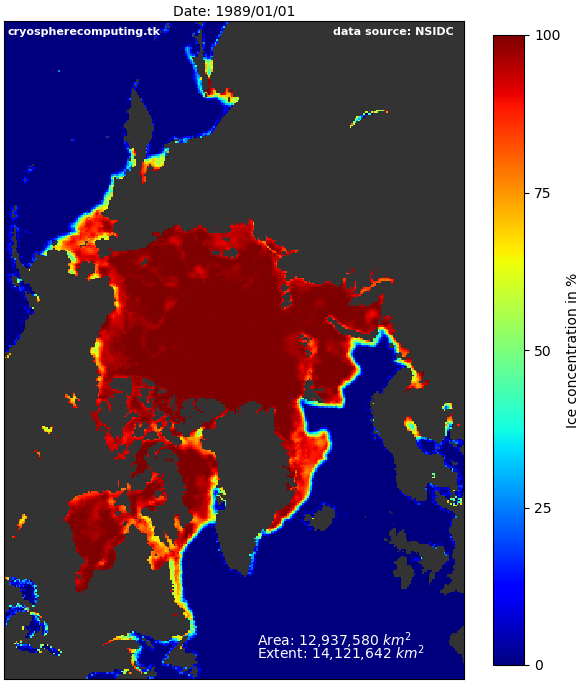 Date: 1989/01/01
cryospherecomputing.tk data source: NSIDC
100
75
50
25
0
Ice concentration in %
Area: 12,937,580 km²
Extent: 14,121,642 km²